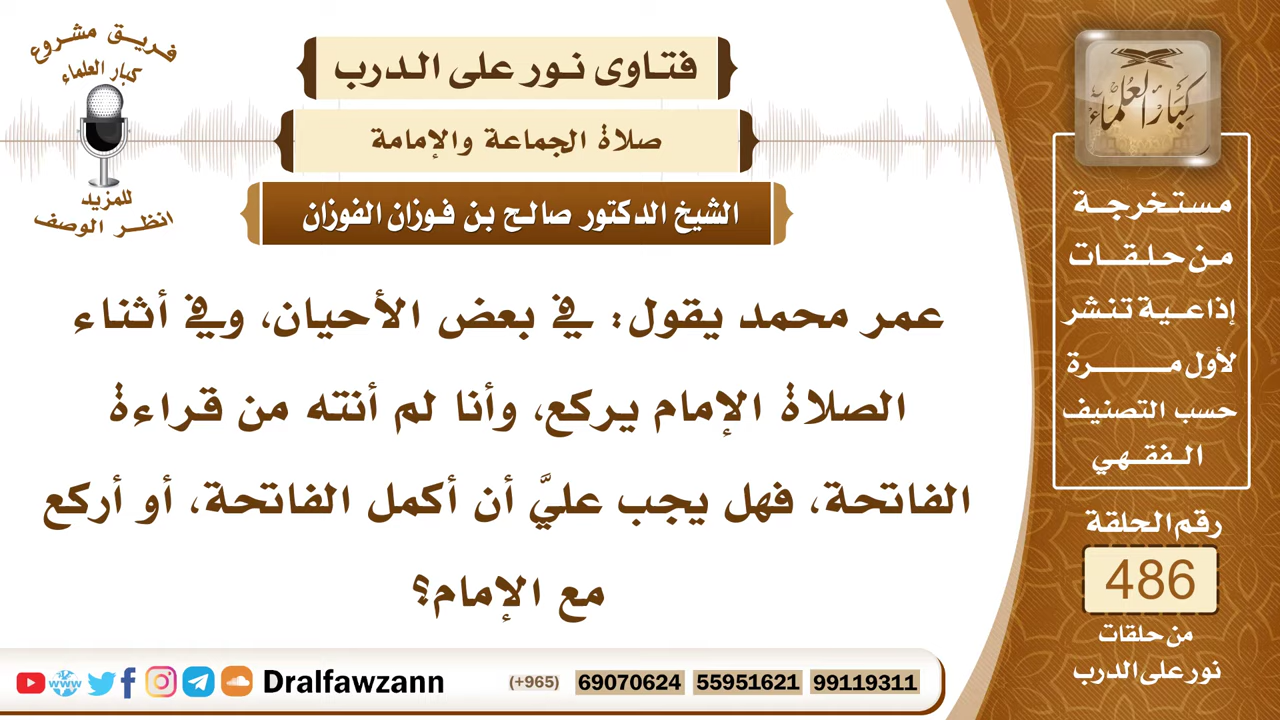 فريق مشروع
كبار العلماء
للمزيد
انظر الوصف
فتاوى نور على الدرب
صلاة الجماعة والإمامة
الشيخ الدكتور صالح بن فوزان الفوزان
عمر محمد يقول: في بعض الأحيان، وفي أثناء
الصلاة الإمام يركع، وأنا لم أنته من قراءة
الفاتحة، فهل يجب عليَّ أن أكمل الفاتحة، أو أركع
مع الإمام؟
كبار العلماء
مستخرجة
من حلقات
إذاعية تنشر
لأول مرة
حسب التصنيف
الفقهي
رقم الحلقة
486
من حلقات
نور على الدرب
www
Dralfawzann
(+965) 69070624 55951621 99119311